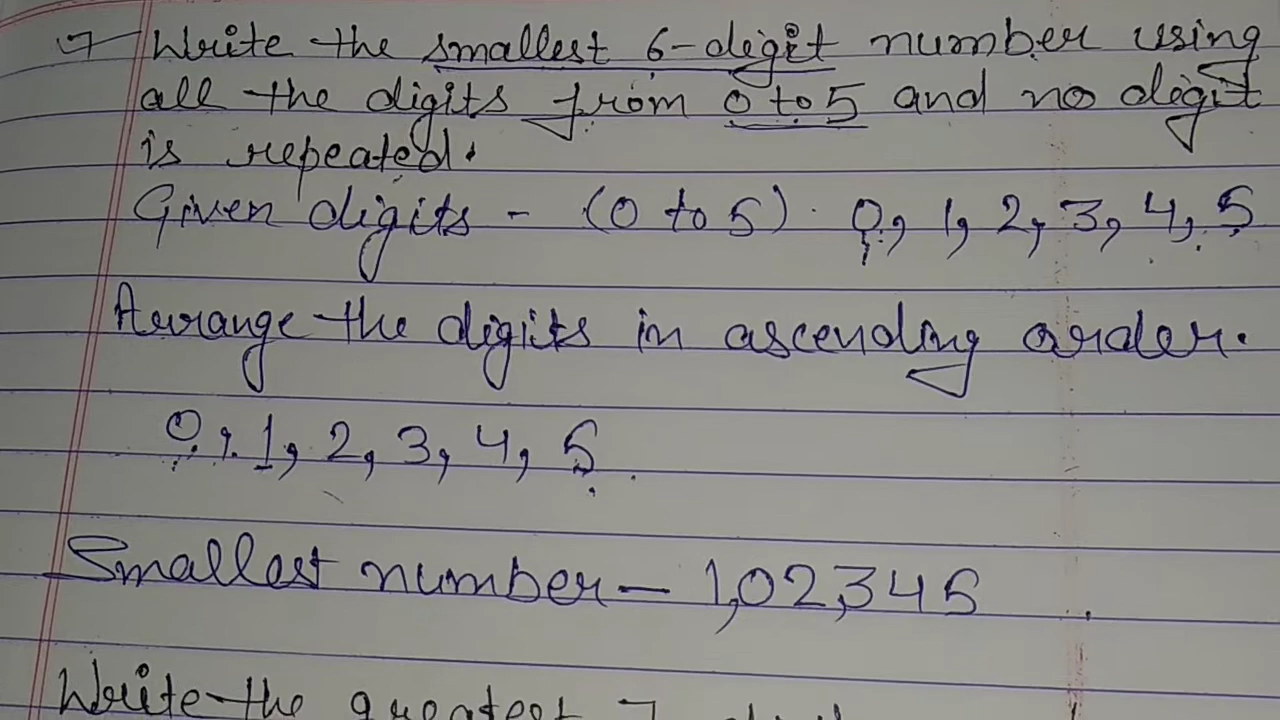 7 Write the smallest 6-digit number using
all the digits from 0 to 5 and no digit
is repeated.
Given digits - (0 to 5). 0, 1, 2, 3, 4, 5
Arrange the digits in ascending order.
0, 1, 2, 3, 4, 5
Smallest number - 1,02,345
Write the greatest 7